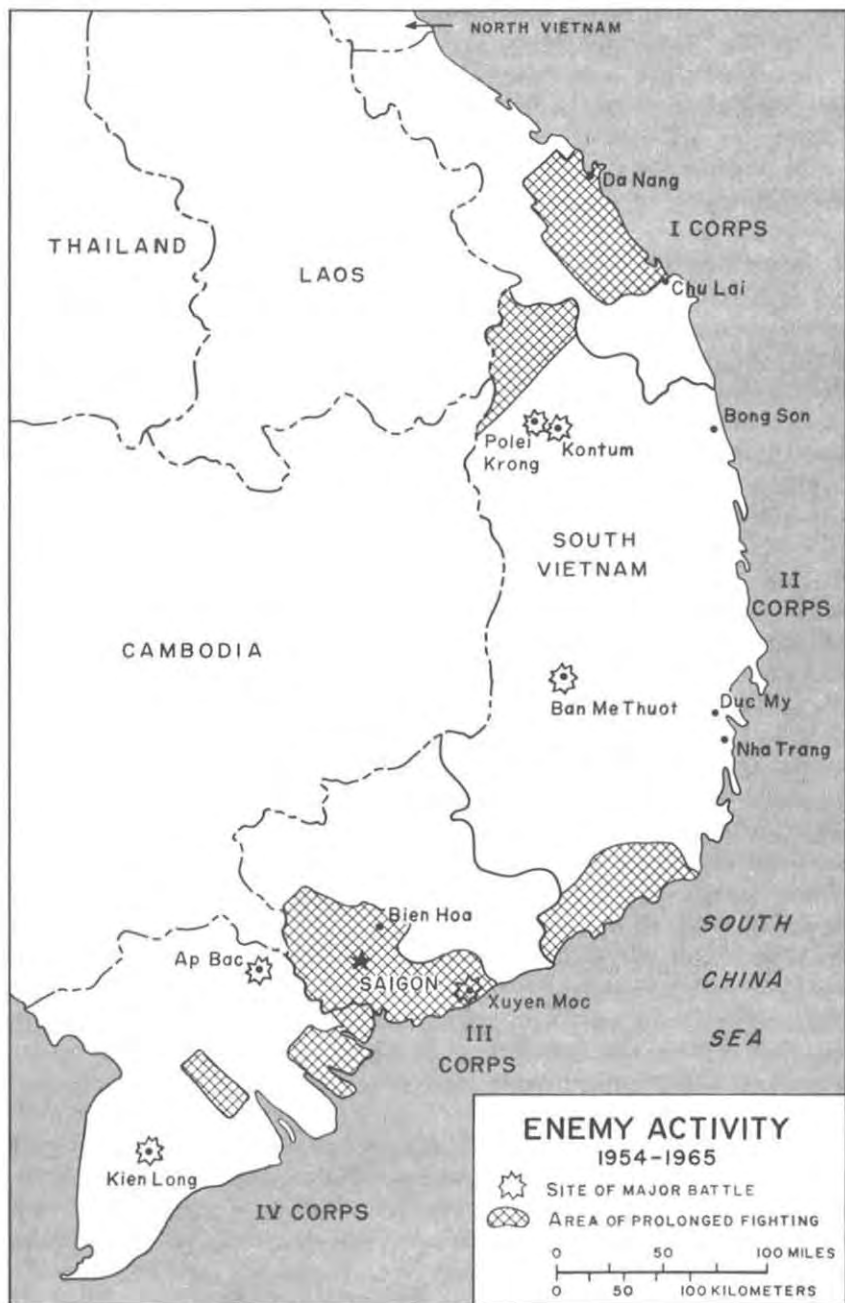 NORTH VIETNAM
Da Nang
I CORPS
THAILAND
LAOS
Chu Lai
Bong Son
Polei
Krong
Kontum
SOUTH
VIETNAM
II
CORPS
CAMBODIA
Ban Me Thuot
Duc My
Nha Trang
Bien Hoa
SOUTH
Ap Bac
SAIGON
CHINA
Xuyen Moc
III
CORPS
SEA
Kien Long
IV CORPS
ENEMY ACTIVITY
1954–1965
SITE OF MAJOR BATTLE
AREA OF PROLONGED FIGHTING
0 50 100 MILES
0 50 100 KILOMETERS